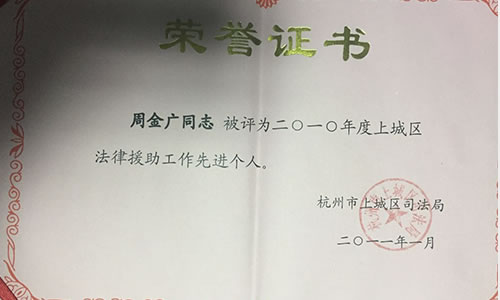 荣誉证书
周金广同志 被评为二〇一〇年度上城区
法律援助工作先进个人。
杭州市上城区司法局
二〇一一年一月